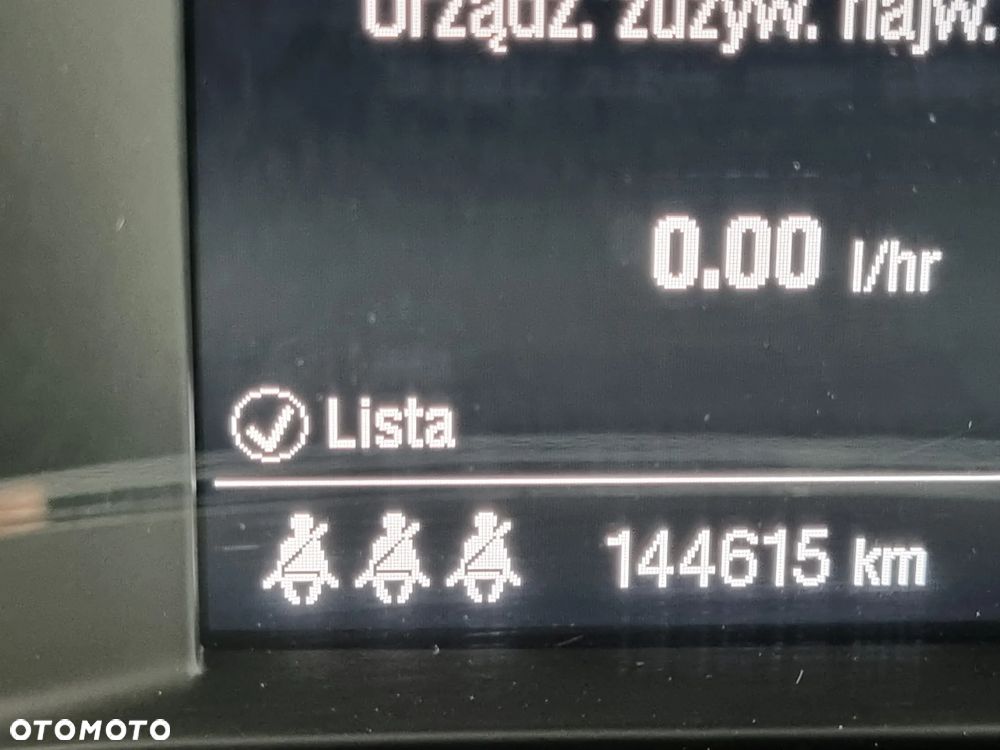 Urządz. zużyw. najw.
0.00 l/hr
Lista
144615 km
OTOMOTO